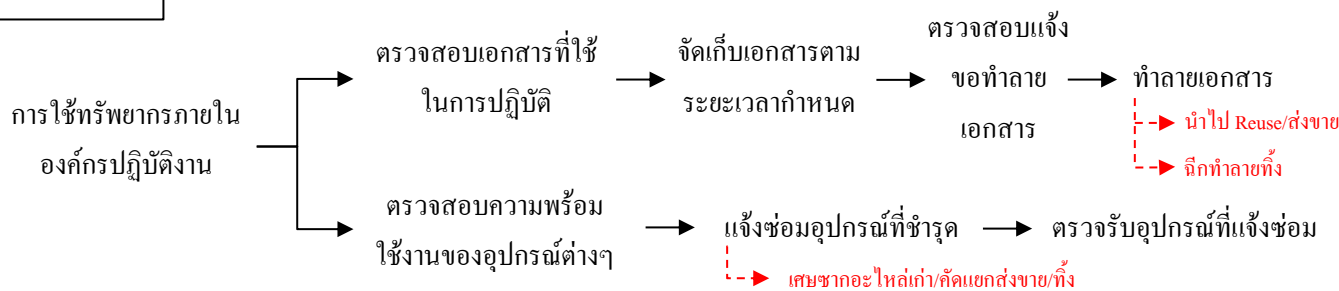 การใช้ทรัพยากรภายใน
องค์กรปฏิบัติงาน
ตรวจสอบเอกสารที่ใช้
ในการปฏิบัติ
จัดเก็บเอกสารตาม
ระยะเวลากำหนด
ตรวจสอบแจ้ง
ขอทำลาย
เอกสาร
ทำลายเอกสาร
นำไป Reuse/ส่งขาย
ฉีกทำลายทิ้ง
ตรวจสอบความพร้อม
ใช้งานของอุปกรณ์ต่างๆ
แจ้งซ่อมอุปกรณ์ที่ชำรุด
ตรวจรับอุปกรณ์ที่แจ้งซ่อม
เศษซากอะไหล่เก่า/คัดแยกส่งขาย/ทิ้ง